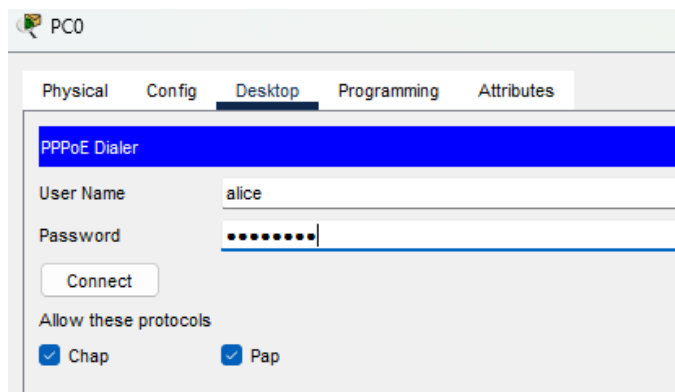 PC0
Physical Config Desktop Programming Attributes
PPPoE Dialer
User Name alice
Password ••••••••
Connect
Allow these protocols
Chap Pap